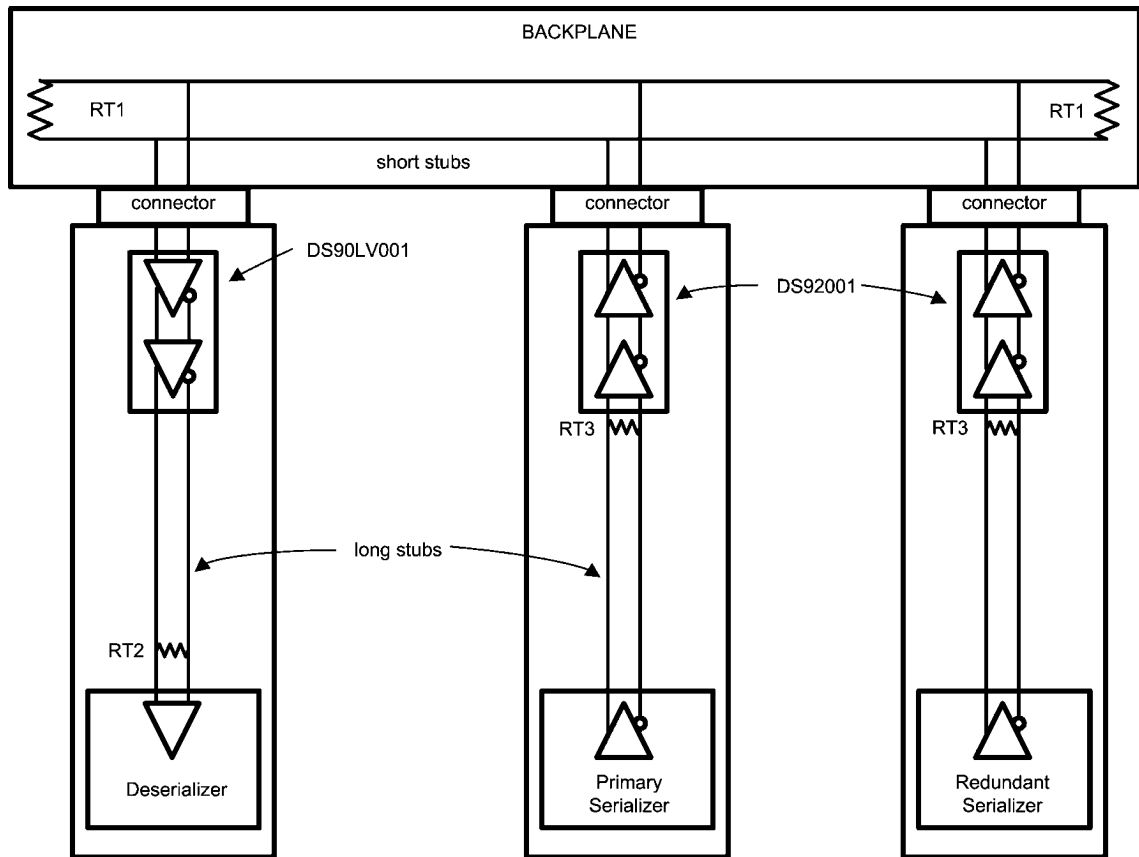 BACKPLANE
RT1
RT1
short stubs
connector
connector
connector
DS90LV001
DS92001
RT3
RT3
long stubs
RT2
Deserializer
Primary
Serializer
Redundant
Serializer